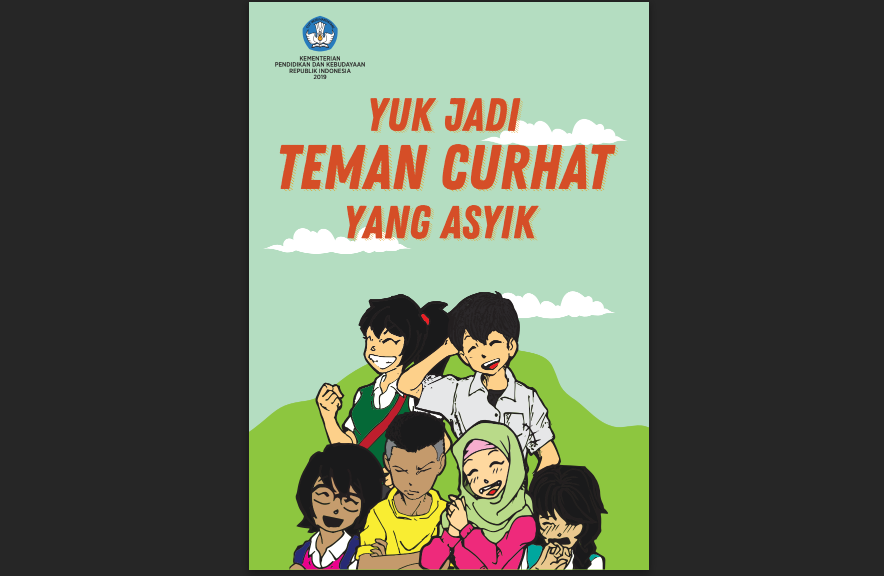 KEMENTERIAN
PENDIDIKAN DAN KEBUDAYAAN
REPUBLIK INDONESIA
2019
YUK JADI
TEMAN CURHAT
YANG ASYIK